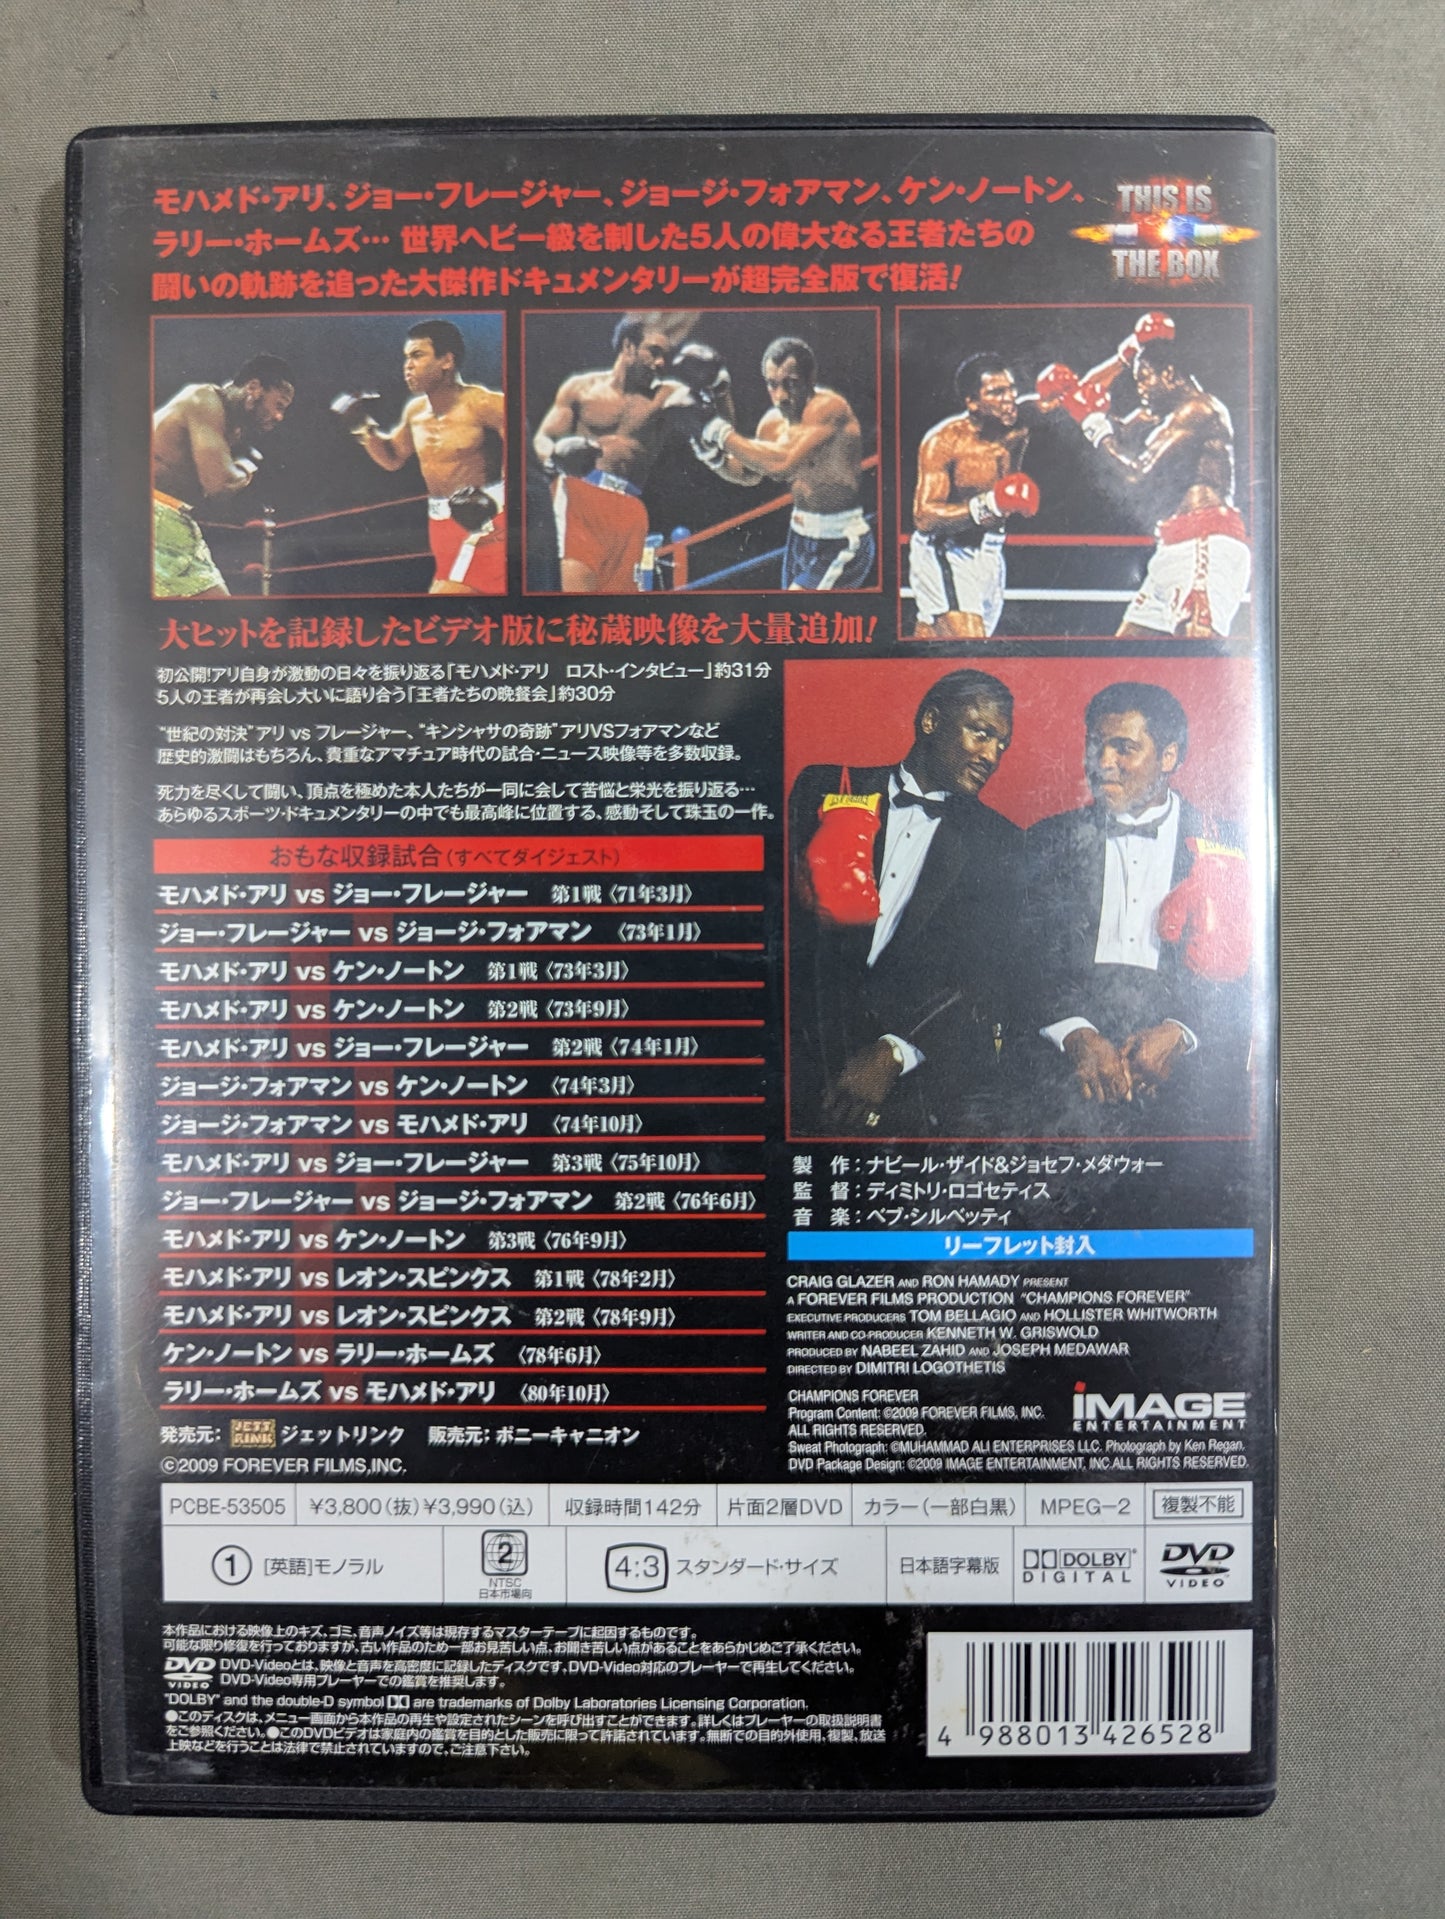 モハメド・アリ、ジョー・フレージャー、ジョージ・フォアマン、ケン・ノートン、
ラリー・ホームズ… 世界ヘビー級を制した5人の偉大なる王者たちの
闘いの軌跡を追った大傑作ドキュメンタリーが超完全版で復活!
THIS IS
THE BOX
大ヒットを記録したビデオ版に秘蔵映像を大量追加!
初公開!アリ自身が激動の日々を振り返る「モハメド・アリ ロスト・インタビュー」約31分
5人の王者が再会し大いに語り合う「王者たちの晩餐会」約30分
“世紀の対決”アリ vs フレージャー、“キンシャサの奇跡”アリVSフォアマンなど
歴史的激闘はもちろん、貴重なアマチュア時代の試合・ニュース映像等を多数収録。
死力を尽くして闘い、頂点を極めた本人たちが一同に会して苦悩と栄光を振り返る…
あらゆるスポーツ・ドキュメンタリーの中でも最高峰に位置する、感動そして珠玉の一作。
おもな収録試合(すべてダイジェスト)
モハメド・アリ vs ジョー・フレージャー 第1戦〈71年3月〉
ジョー・フレージャー vs ジョージ・フォアマン 〈73年1月〉
モハメド・アリ vs ケン・ノートン 第1戦〈73年3月〉
モハメド・アリ vs ケン・ノートン 第2戦〈73年9月〉
モハメド・アリ vs ジョー・フレージャー 第2戦〈74年1月〉
ジョージ・フォアマン vs ケン・ノートン 〈74年3月〉
ジョージ・フォアマン vs モハメド・アリ 〈74年10月〉
モハメド・アリ vs ジョー・フレージャー 第3戦〈75年10月〉
ジョー・フレージャー vs ジョージ・フォアマン 第2戦〈76年6月〉
モハメド・アリ vs ケン・ノートン 第3戦〈76年9月〉
モハメド・アリ vs レオン・スピンクス 第1戦〈78年2月〉
モハメド・アリ vs レオン・スピンクス 第2戦〈78年9月〉
ケン・ノートン vs ラリー・ホームズ 〈78年6月〉
ラリー・ホームズ vs モハメド・アリ 〈80年10月〉
発売元: JETT RINK ジェットリンク 販売元:ポニーキャニオン
©2009 FOREVER FILMS,INC.
製 作:ナビール・ザイド&ジョセフ・メダウォー
監 督:ディミトリ・ロゴセティス
音 楽:ベブ・シルベッティ
リーフレット封入
CRAIG GLAZER AND RON HAMADY PRESENT
A FOREVER FILMS PRODUCTION “CHAMPIONS FOREVER”
EXECUTIVE PRODUCERS TOM BELLAGIO AND HOLLISTER WHITWORTH
WRITER AND CO-PRODUCER KENNETH W. GRISWOLD
PRODUCED BY NABEEL ZAHID AND JOSEPH MEDAWAR
DIRECTED BY DIMITRI LOGOTHETIS
CHAMPIONS FOREVER
Program Content: ©2009 FOREVER FILMS, INC.
ALL RIGHTS RESERVED.
iMAGE
ENTERTAINMENT
Sweat Photograph: ©MUHAMMAD ALI ENTERPRISES LLC. Photograph by Ken Regan.
DVD Package Design: ©2009 IMAGE ENTERTAINMENT, INC.ALL RIGHTS RESERVED.
PCBE-53505 ¥3,800(抜)¥3,990(込) 収録時間142分 片面2層DVD カラー(一部白黒) MPEG-2 複製不能
① [英語]モノラル 2 NTSC 日本市場向 4:3 スタンダード・サイズ 日本語字幕版 DOLBY DIGITAL DVD VIDEO
本作品における映像上のキズ、ゴミ、音声ノイズ等は現存するマスターテープに起因するものです。
可能な限り修復を行っておりますが、古い作品のため一部お見苦しい点、お聞き苦しい点があることをあらかじめご了承ください。
DVD VIDEO DVD-Videoとは、映像と音声を高密度に記録したディスクです。DVD-Video対応のプレーヤーで再生してください。
DVD-Video専用プレーヤーでの鑑賞を推奨します。
"DOLBY" and the double-D symbol are trademarks of Dolby Laboratories Licensing Corporation.
●このディスクは、メニュー画面から本作品の再生や設定されたシーンを呼び出すことができます。詳しくはプレーヤーの取扱説明書
をご参照ください。●このDVDビデオは家庭内の鑑賞を目的とした販売に限って許諾されています。無断での目的外使用、複製、放送
上映などを行うことは法律で禁止されていますので、ご注意下さい。
4 988013 426528